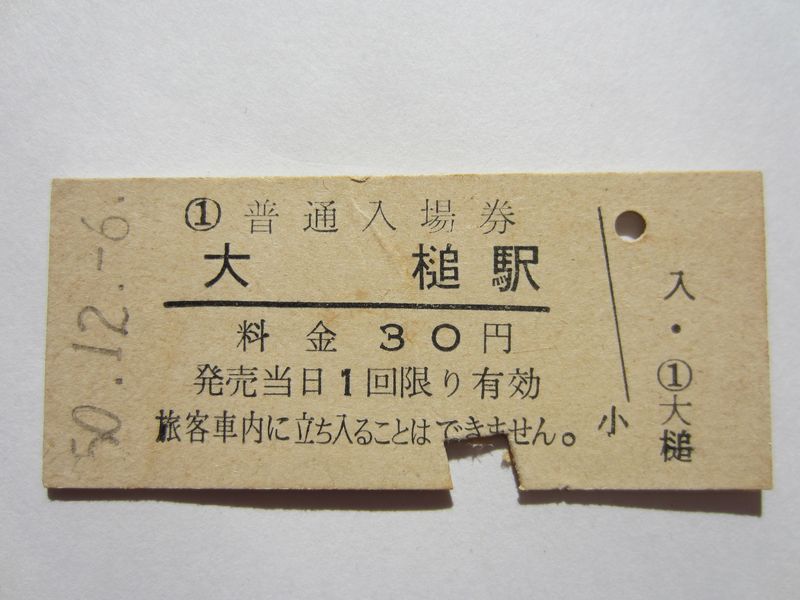 50.12.-6.
① 普通入場券
大 槌駅
料金 30円
発売当日1回限り有効
旅客車内に立ち入ることはできません。
小
入・①大槌